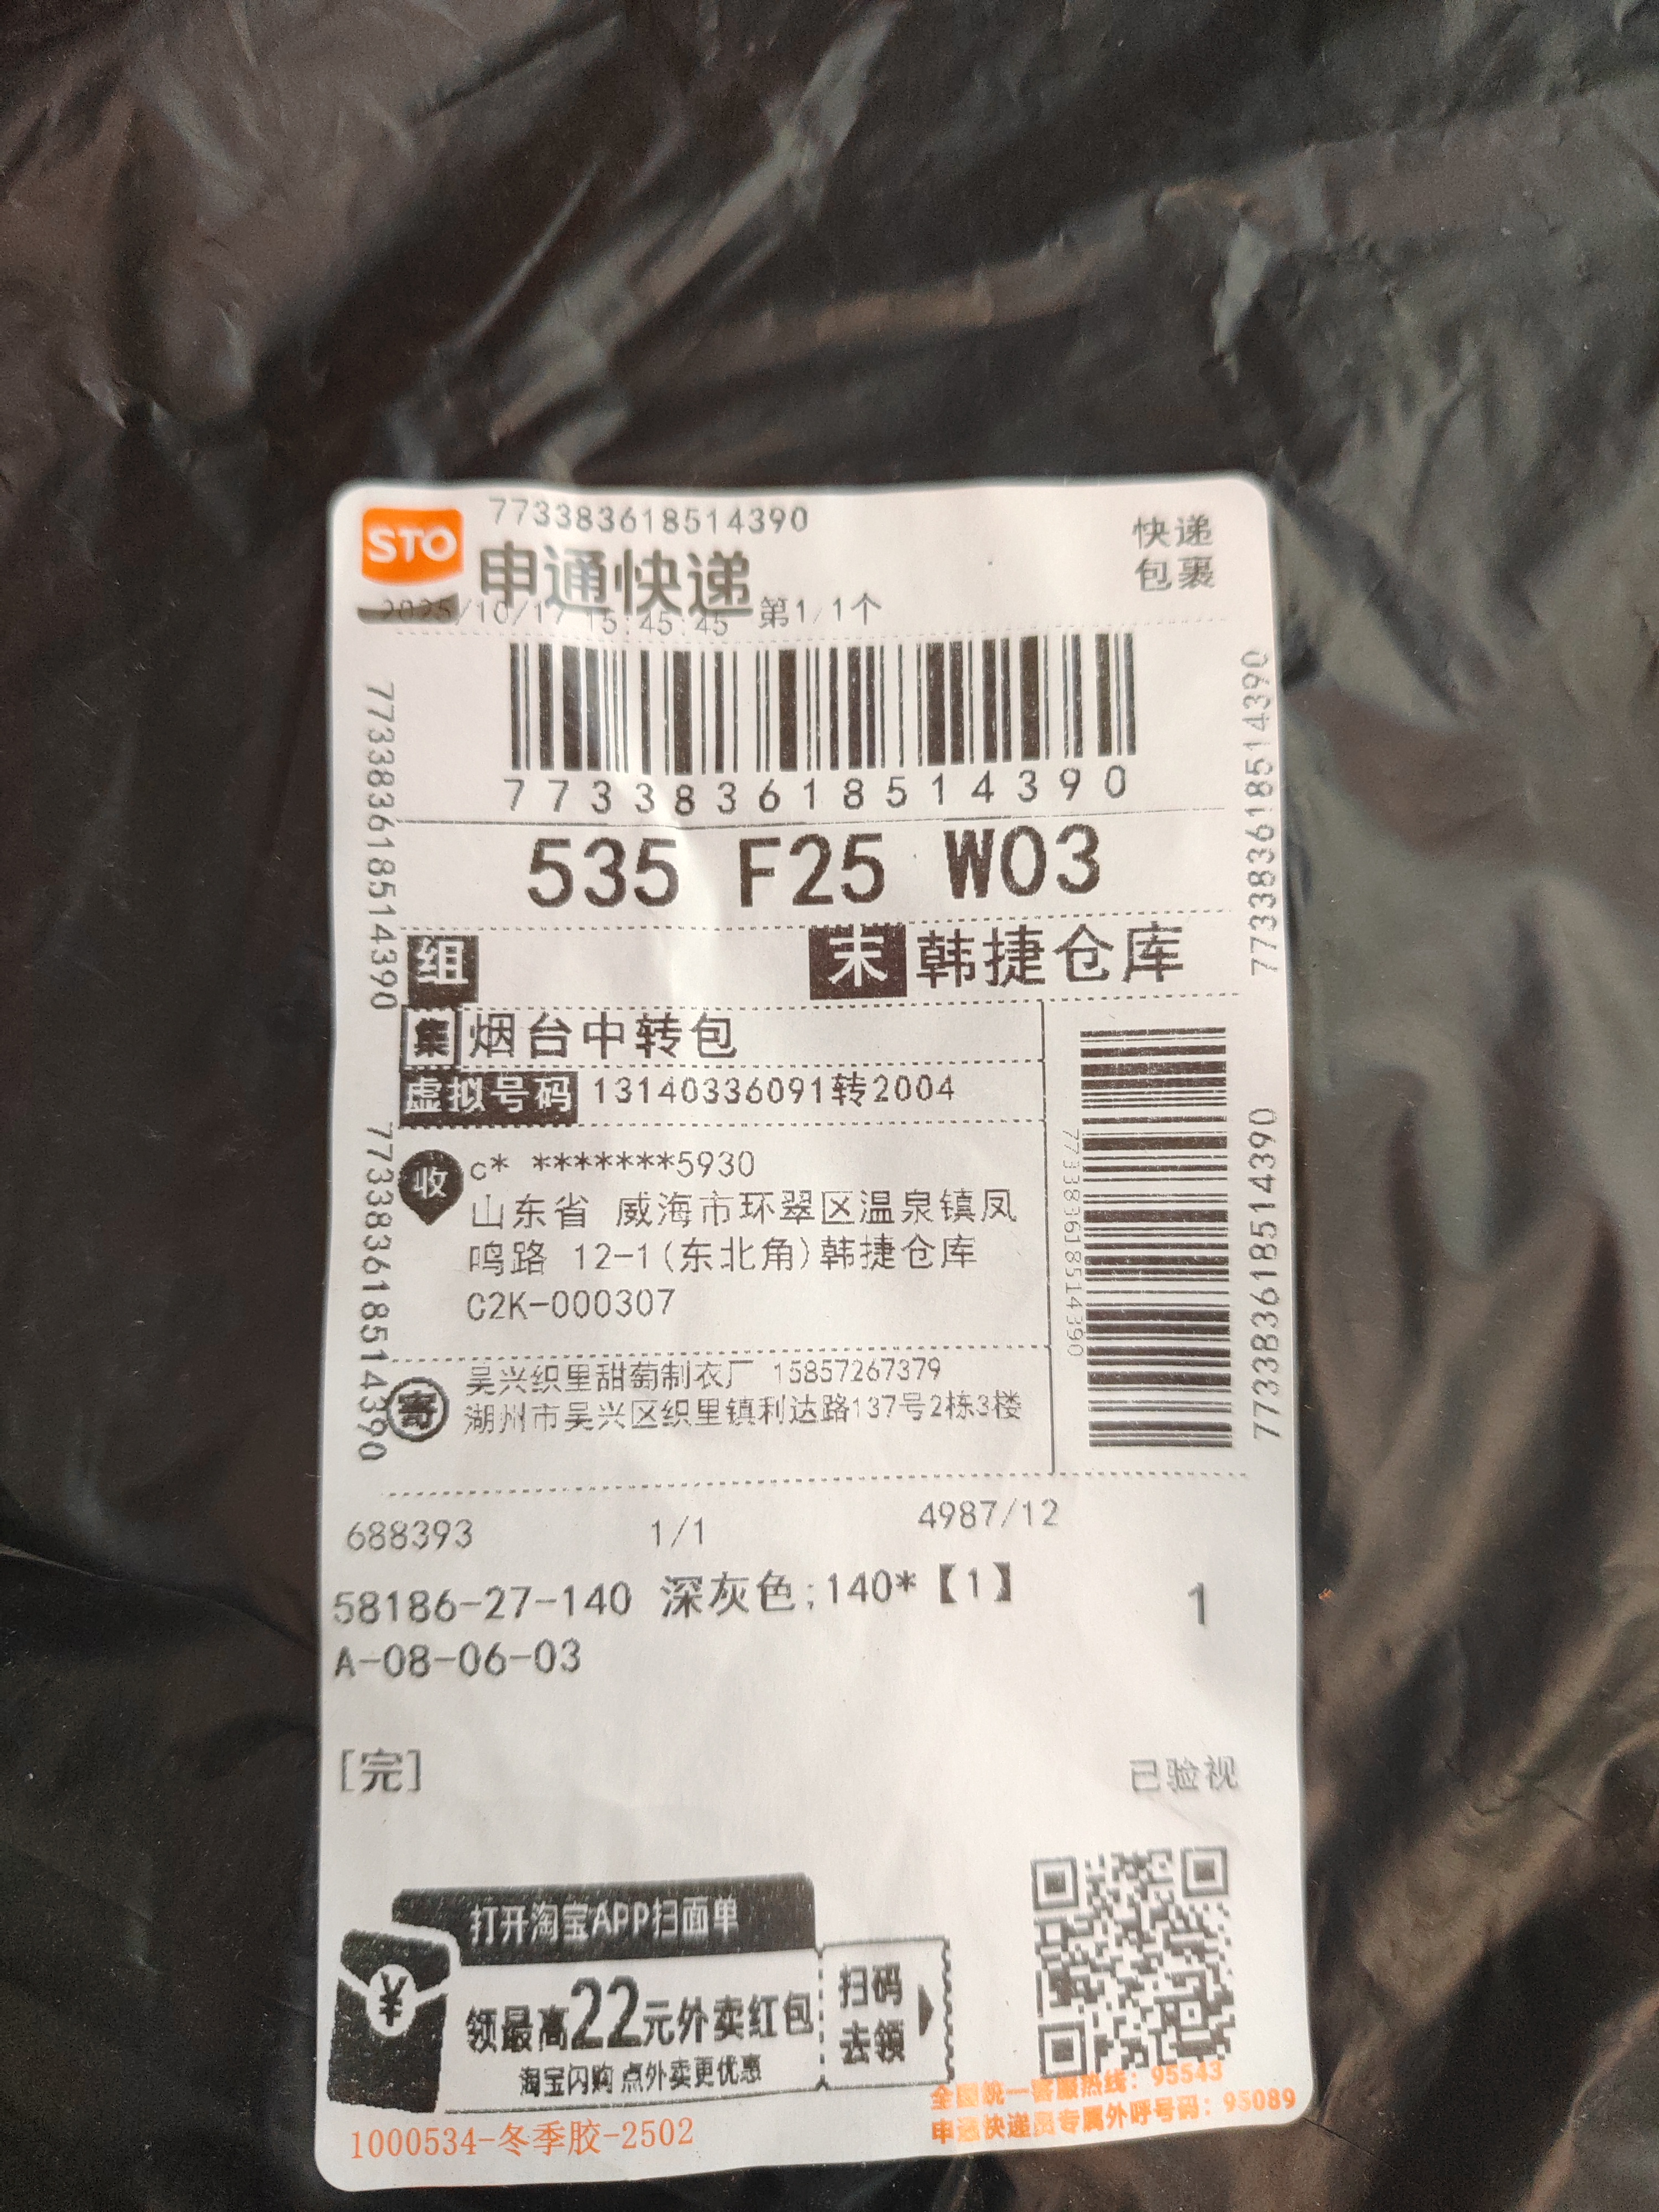 STO
773383618514390
申通快递
快递
包裹
2025/10/17 15:45:45 第1/1个
773383618514390
535 F25 W03
组
末 韩捷仓库
集 烟台中转包
虚拟号码 13140336091转2004
收
c* *******5930
山东省 威海市环翠区温泉镇凤
鸣路 12-1(东北角)韩捷仓库
C2K-000307
寄
吴兴织里甜萄制衣厂 15857267379
湖州市吴兴区织里镇利达路137号2栋3楼
773383618514390
773383618514390
773383618514390
773383618514390
773383618514390
688393 1/1 4987/12
58186-27-140 深灰色;140*【1】 1
A-08-06-03
[完]
已验视
打开淘宝APP扫面单
¥
领最高22元外卖红包
淘宝闪购 点外卖更优惠
扫码
去领
全国统一客服热线：95543
申通快递员专属外呼号码：95089
1000534-冬季胶-2502